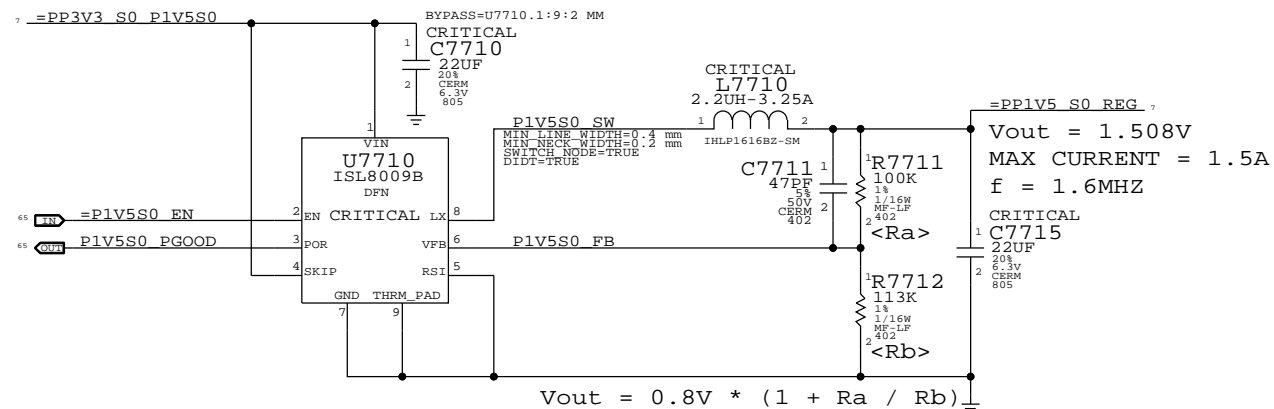 7 =PP3V3_S0_P1V5S0
BYPASS=U7710.1:9:2 MM
CRITICAL
1 C7710
22UF
20%
2 CERM
6.3V
805
1
VIN
U7710
ISL8009B
DFN
65 IN =P1V5S0_EN 2 EN CRITICAL LX 8
65 OUT P1V5S0_PGOOD 3 POR VFB 6
4 SKIP RSI 5
GND THRM_PAD
7 9
P1V5S0_SW
MIN_LINE_WIDTH=0.4 mm
MIN_NECK_WIDTH=0.2 mm
SWITCH_NODE=TRUE
DIDT=TRUE
CRITICAL
L7710
2.2UH-3.25A
1 2
IHLP1616BZ-SM
P1V5S0_FB
C7711 1
47PF
5%
50V
CERM 2
402
1 R7711
100K
1%
1/16W
MF-LF
402
2 <Ra>
1 R7712
113K
1%
1/16W
MF-LF
402
2 <Rb>
=PP1V5_S0_REG 7
Vout = 1.508V
MAX CURRENT = 1.5A
f = 1.6MHZ
CRITICAL
1 C7715
22UF
20%
6.3V
2 CERM
805
Vout = 0.8V * (1 + Ra / Rb)